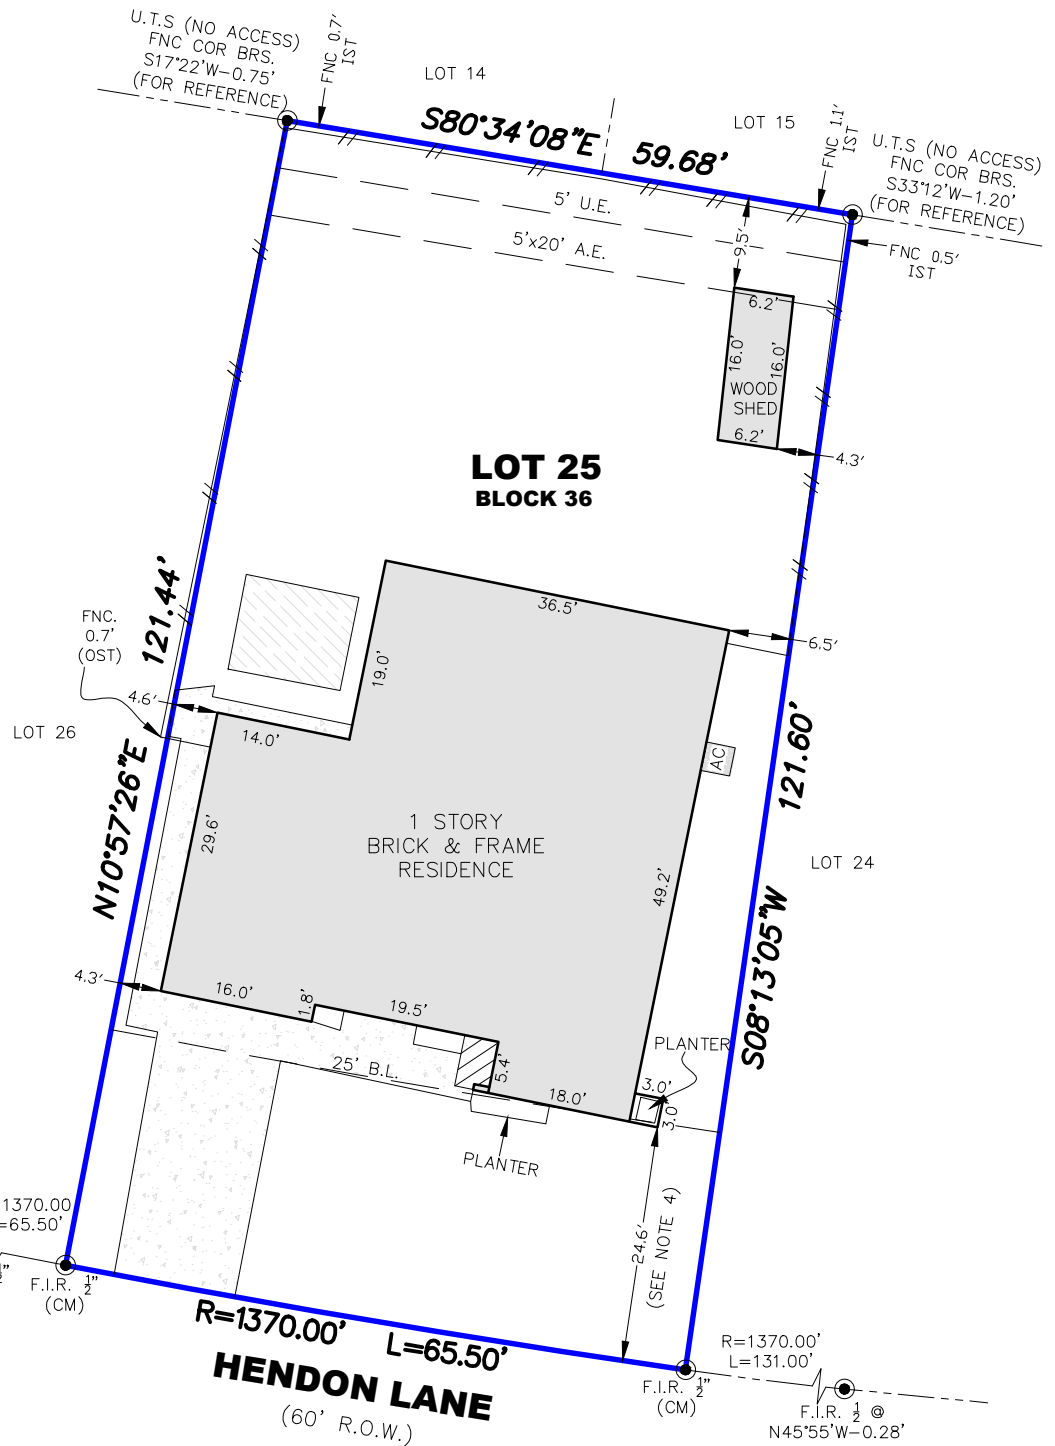 U.T.S (NO ACCESS)
FNC COR BRS.
S17°22'W-0.75'
(FOR REFERENCE)
FNC 0.7'
IST
LOT 14
S80°34'08"E 59.68'
LOT 15
FNC 1.1'
IST
U.T.S (NO ACCESS)
FNC COR BRS.
S33°12'W-1.20'
(FOR REFERENCE)
5' U.E.
5'x20' A.E.
9.5'
FNC 0.5'
IST
6.2'
16.0'
16.0'
WOOD
SHED
6.2'
4.3'
LOT 25
BLOCK 36
36.5'
121.44'
FNC.
0.7'
(OST)
19.0'
6.5'
4.6'
14.0'
LOT 26
N10°57'26"E
121.60'
AC
29.6'
1 STORY
BRICK & FRAME
RESIDENCE
49.2'
LOT 24
S08°13'05"W
4.3'
16.0'
1.8'
19.5'
PLANTER
25' B.L.
5.4'
18.0'
3.0'
3.0'
PLANTER
24.6'
(SEE NOTE 4)
1370.00
=65.50'
F.I.R. ½"
(CM)
R=1370.00' L=65.50'
HENDON LANE
(60' R.O.W.)
R=1370.00'
L=131.00'
F.I.R. ½"
(CM)
F.I.R. ½ @
N45°55'W-0.28'